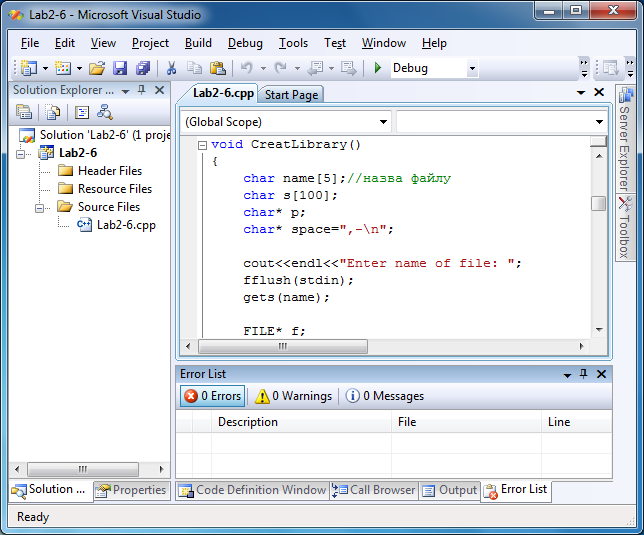 Lab2-6 - Microsoft Visual Studio
File Edit View Project Build Debug Tools Test Window Help
Debug
Solution Explorer ...
Solution 'Lab2-6' (1 proje
Lab2-6
Header Files
Resource Files
Source Files
Lab2-6.cpp
Solution ...
Properties
Lab2-6.cpp
Start Page
(Global Scope)
void CreatLibrary()
{
char name[5];//назва файлу
char s[100];
char* p;
char* space=",-\n";
cout<<endl<<"Enter name of file: ";
fflush(stdin);
gets(name);
FILE* f;
Server Explorer
Toolbox
Error List
0 Errors
0 Warnings
0 Messages
Description File Line
Code Definition Window
Call Browser
Output
Error List
Ready